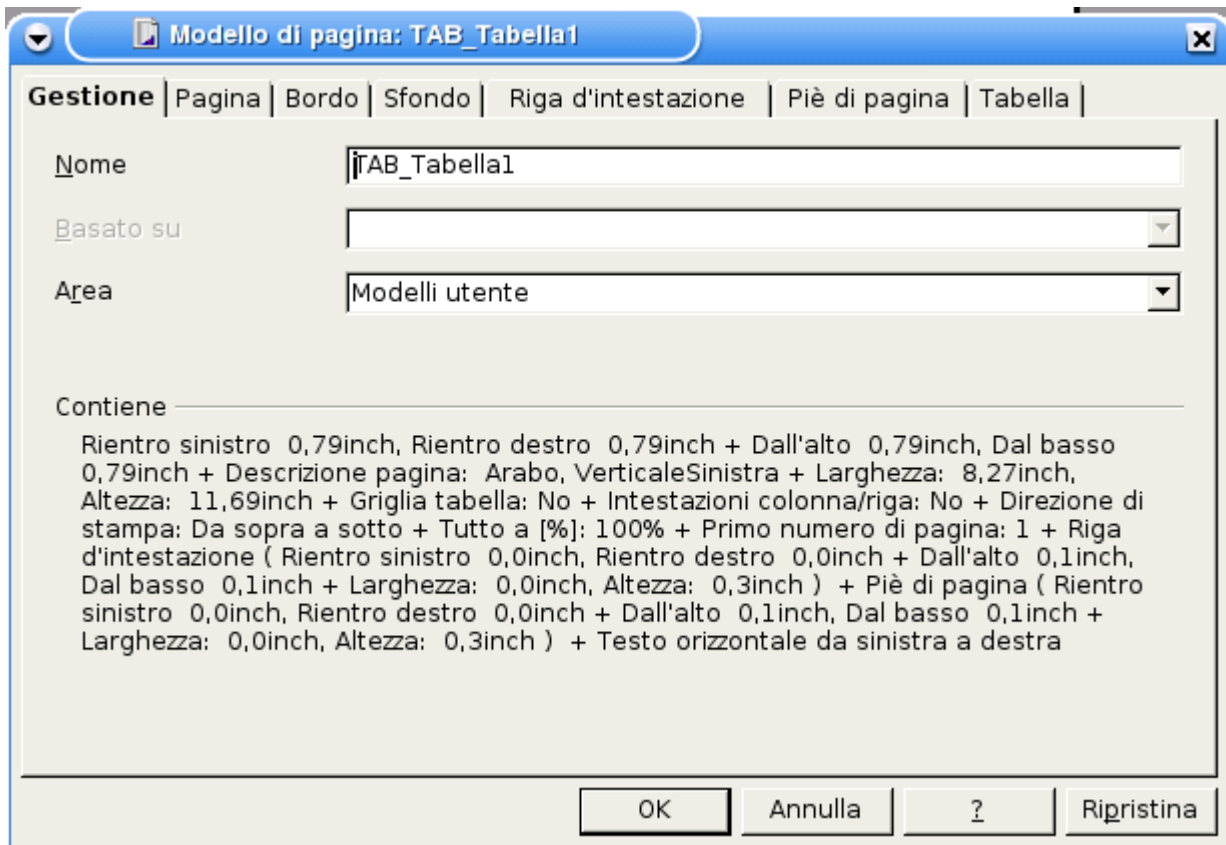 Modello di pagina: TAB_Tabella1
Gestione Pagina Bordo Sfondo Riga d'intestazione Piè di pagina Tabella
Nome TAB_Tabella1
Basato su
Area Modelli utente
Contiene
Rientro sinistro 0,79inch, Rientro destro 0,79inch + Dall'alto 0,79inch, Dal basso
0,79inch + Descrizione pagina: Arabo, VerticaleSinistra + Larghezza: 8,27inch,
Altezza: 11,69inch + Griglia tabella: No + Intestazioni colonna/riga: No + Direzione di
stampa: Da sopra a sotto + Tutto a [%]: 100% + Primo numero di pagina: 1 + Riga
d'intestazione ( Rientro sinistro 0,0inch, Rientro destro 0,0inch + Dall'alto 0,1inch,
Dal basso 0,1inch + Larghezza: 0,0inch, Altezza: 0,3inch ) + Piè di pagina ( Rientro
sinistro 0,0inch, Rientro destro 0,0inch + Dall'alto 0,1inch, Dal basso 0,1inch +
Larghezza: 0,0inch, Altezza: 0,3inch ) + Testo orizzontale da sinistra a destra
OK Annulla ? Ripristina